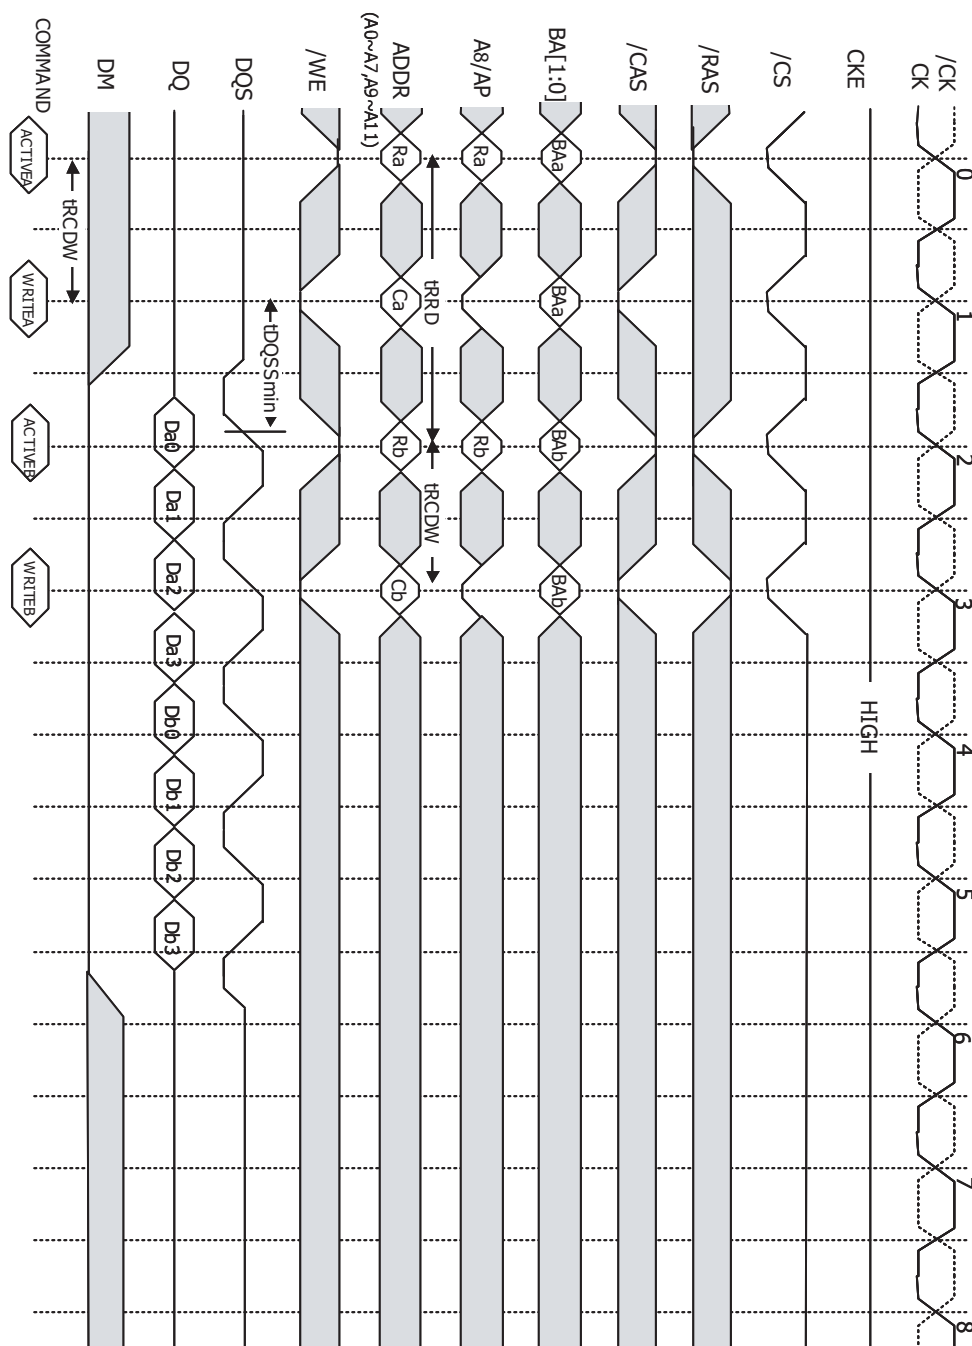 0 1 2 3 4 5 6 7 8
/CK
CK
CKE HIGH
/CS
/RAS
/CAS
BA[1:0] BAa BAa BAb BAb
A8/AP Ra Rb
tRRD tRCDW
ADDR Ra Ca Rb Cb
(A0~A7,A9~A11)
/WE
tDQSSmin
DQS
DQ Da0 Da1 Da2 Da3 Db0 Db1 Db2 Db3
DM
tRCDW
COMMAND ACTIVEA WRITEA ACTIVEB WRITEB